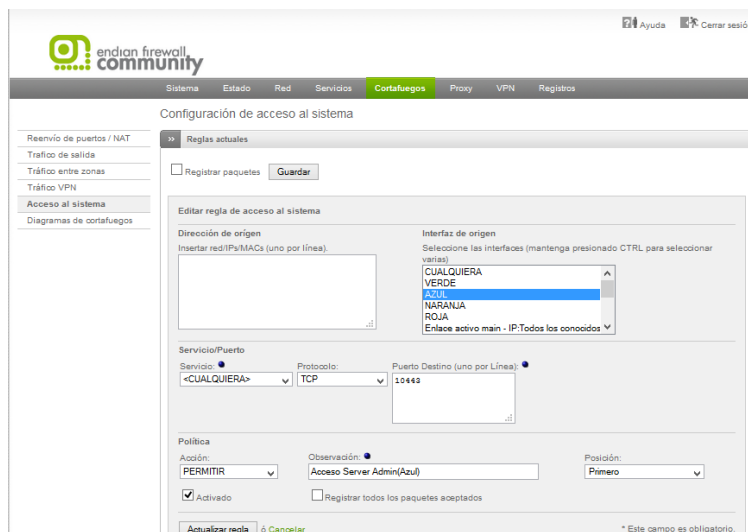 Ayuda
Cerrar sesió
endian firewall
community
Sistema Estado Red Servicios Cortafuegos Proxy VPN Registros
Configuración de acceso al sistema
Reenvío de puertos / NAT
Trafico de salida
Tráfico entre zonas
Tráfico VPN
Acceso al sistema
Diagramas de cortafuegos
>> Reglas actuales
Registrar paquetes Guardar
Editar regla de acceso al sistema
Dirección de orígen
Insertar red/IPs/MACs (uno por línea).
Interfaz de origen
Seleccione las interfaces (mantenga presionado CTRL para seleccionar
varias)
CUALQUIERA
VERDE
AZUL
NARANJA
ROJA
Enlace activo main - IP:Todos los conocidos
Servicio/Puerto
Servicio: Protocolo: Puerto Destino (uno por Línea):
<CUALQUIERA> TCP 10443
Política
Acción: Observación: Posición:
PERMITIR Acceso Server Admin(Azul) Primero
Activado Registrar todos los paquetes aceptados
Actualizar regla ó Cancelar * Este campo es obligatorio.